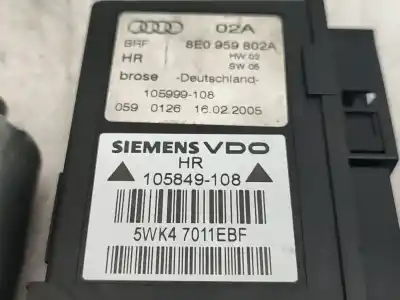 02A
BRF 8E0 959 802A
HR HW 02
SW 05
brose -Deutschland-
105999-108
059 0126 16.02.2005
SIEMENS VDO
HR
105849-108
5WK4 7011EBF